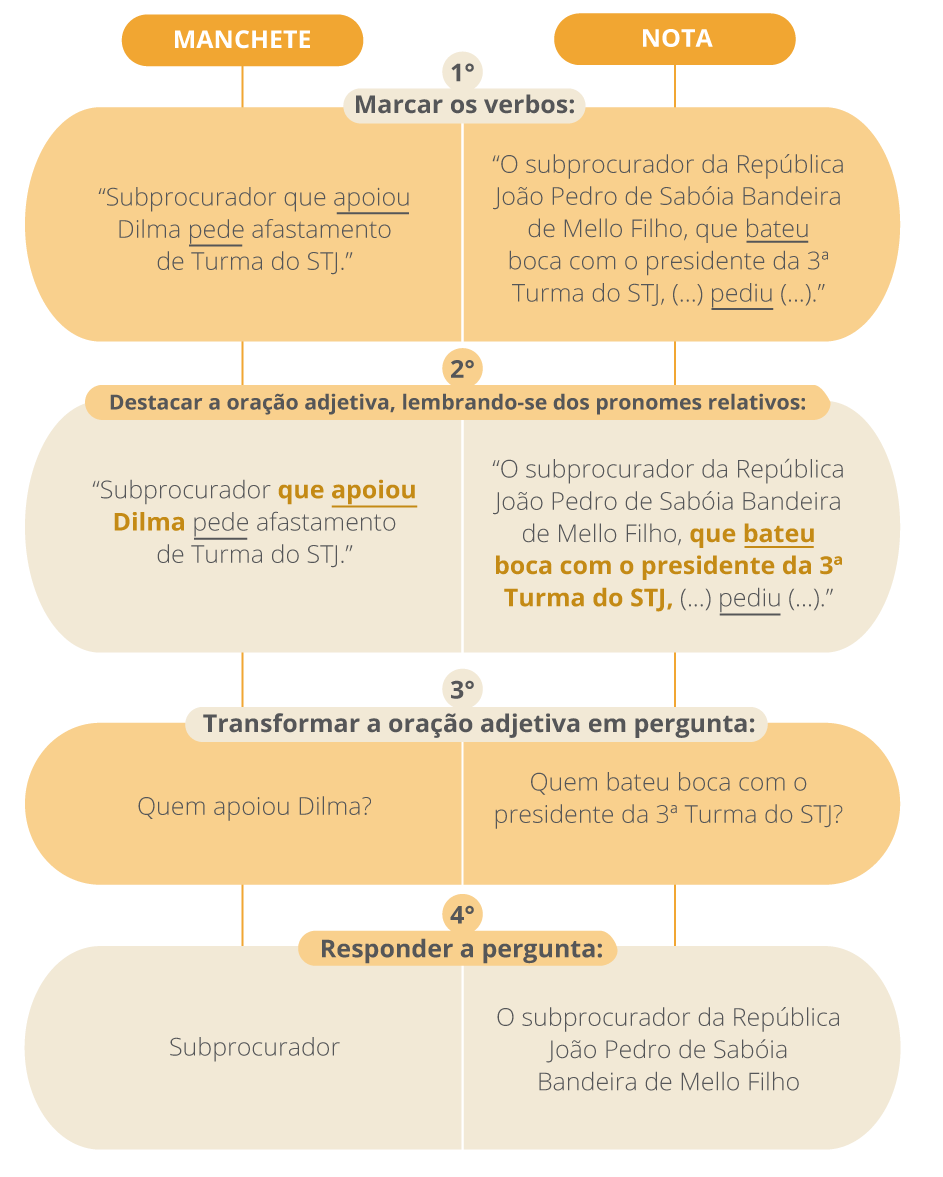 MANCHETE
NOTA
1°
Marcar os verbos:
“Subprocurador que apoiou
Dilma pede afastamento
de Turma do STJ.”
“O subprocurador da República
João Pedro de Sabóia Bandeira
de Mello Filho, que bateu
boca com o presidente da 3ª
Turma do STJ, (...) pediu (...).”
2°
Destacar a oração adjetiva, lembrando-se dos pronomes relativos:
“Subprocurador que apoiou
Dilma pede afastamento
de Turma do STJ.”
“O subprocurador da República
João Pedro de Sabóia Bandeira
de Mello Filho, que bateu
boca com o presidente da 3ª
Turma do STJ, (...) pediu (...).”
3°
Transformar a oração adjetiva em pergunta:
Quem apoiou Dilma?
Quem bateu boca com o
presidente da 3ª Turma do STJ?
4°
Responder a pergunta:
Subprocurador
O subprocurador da República
João Pedro de Sabóia
Bandeira de Mello Filho